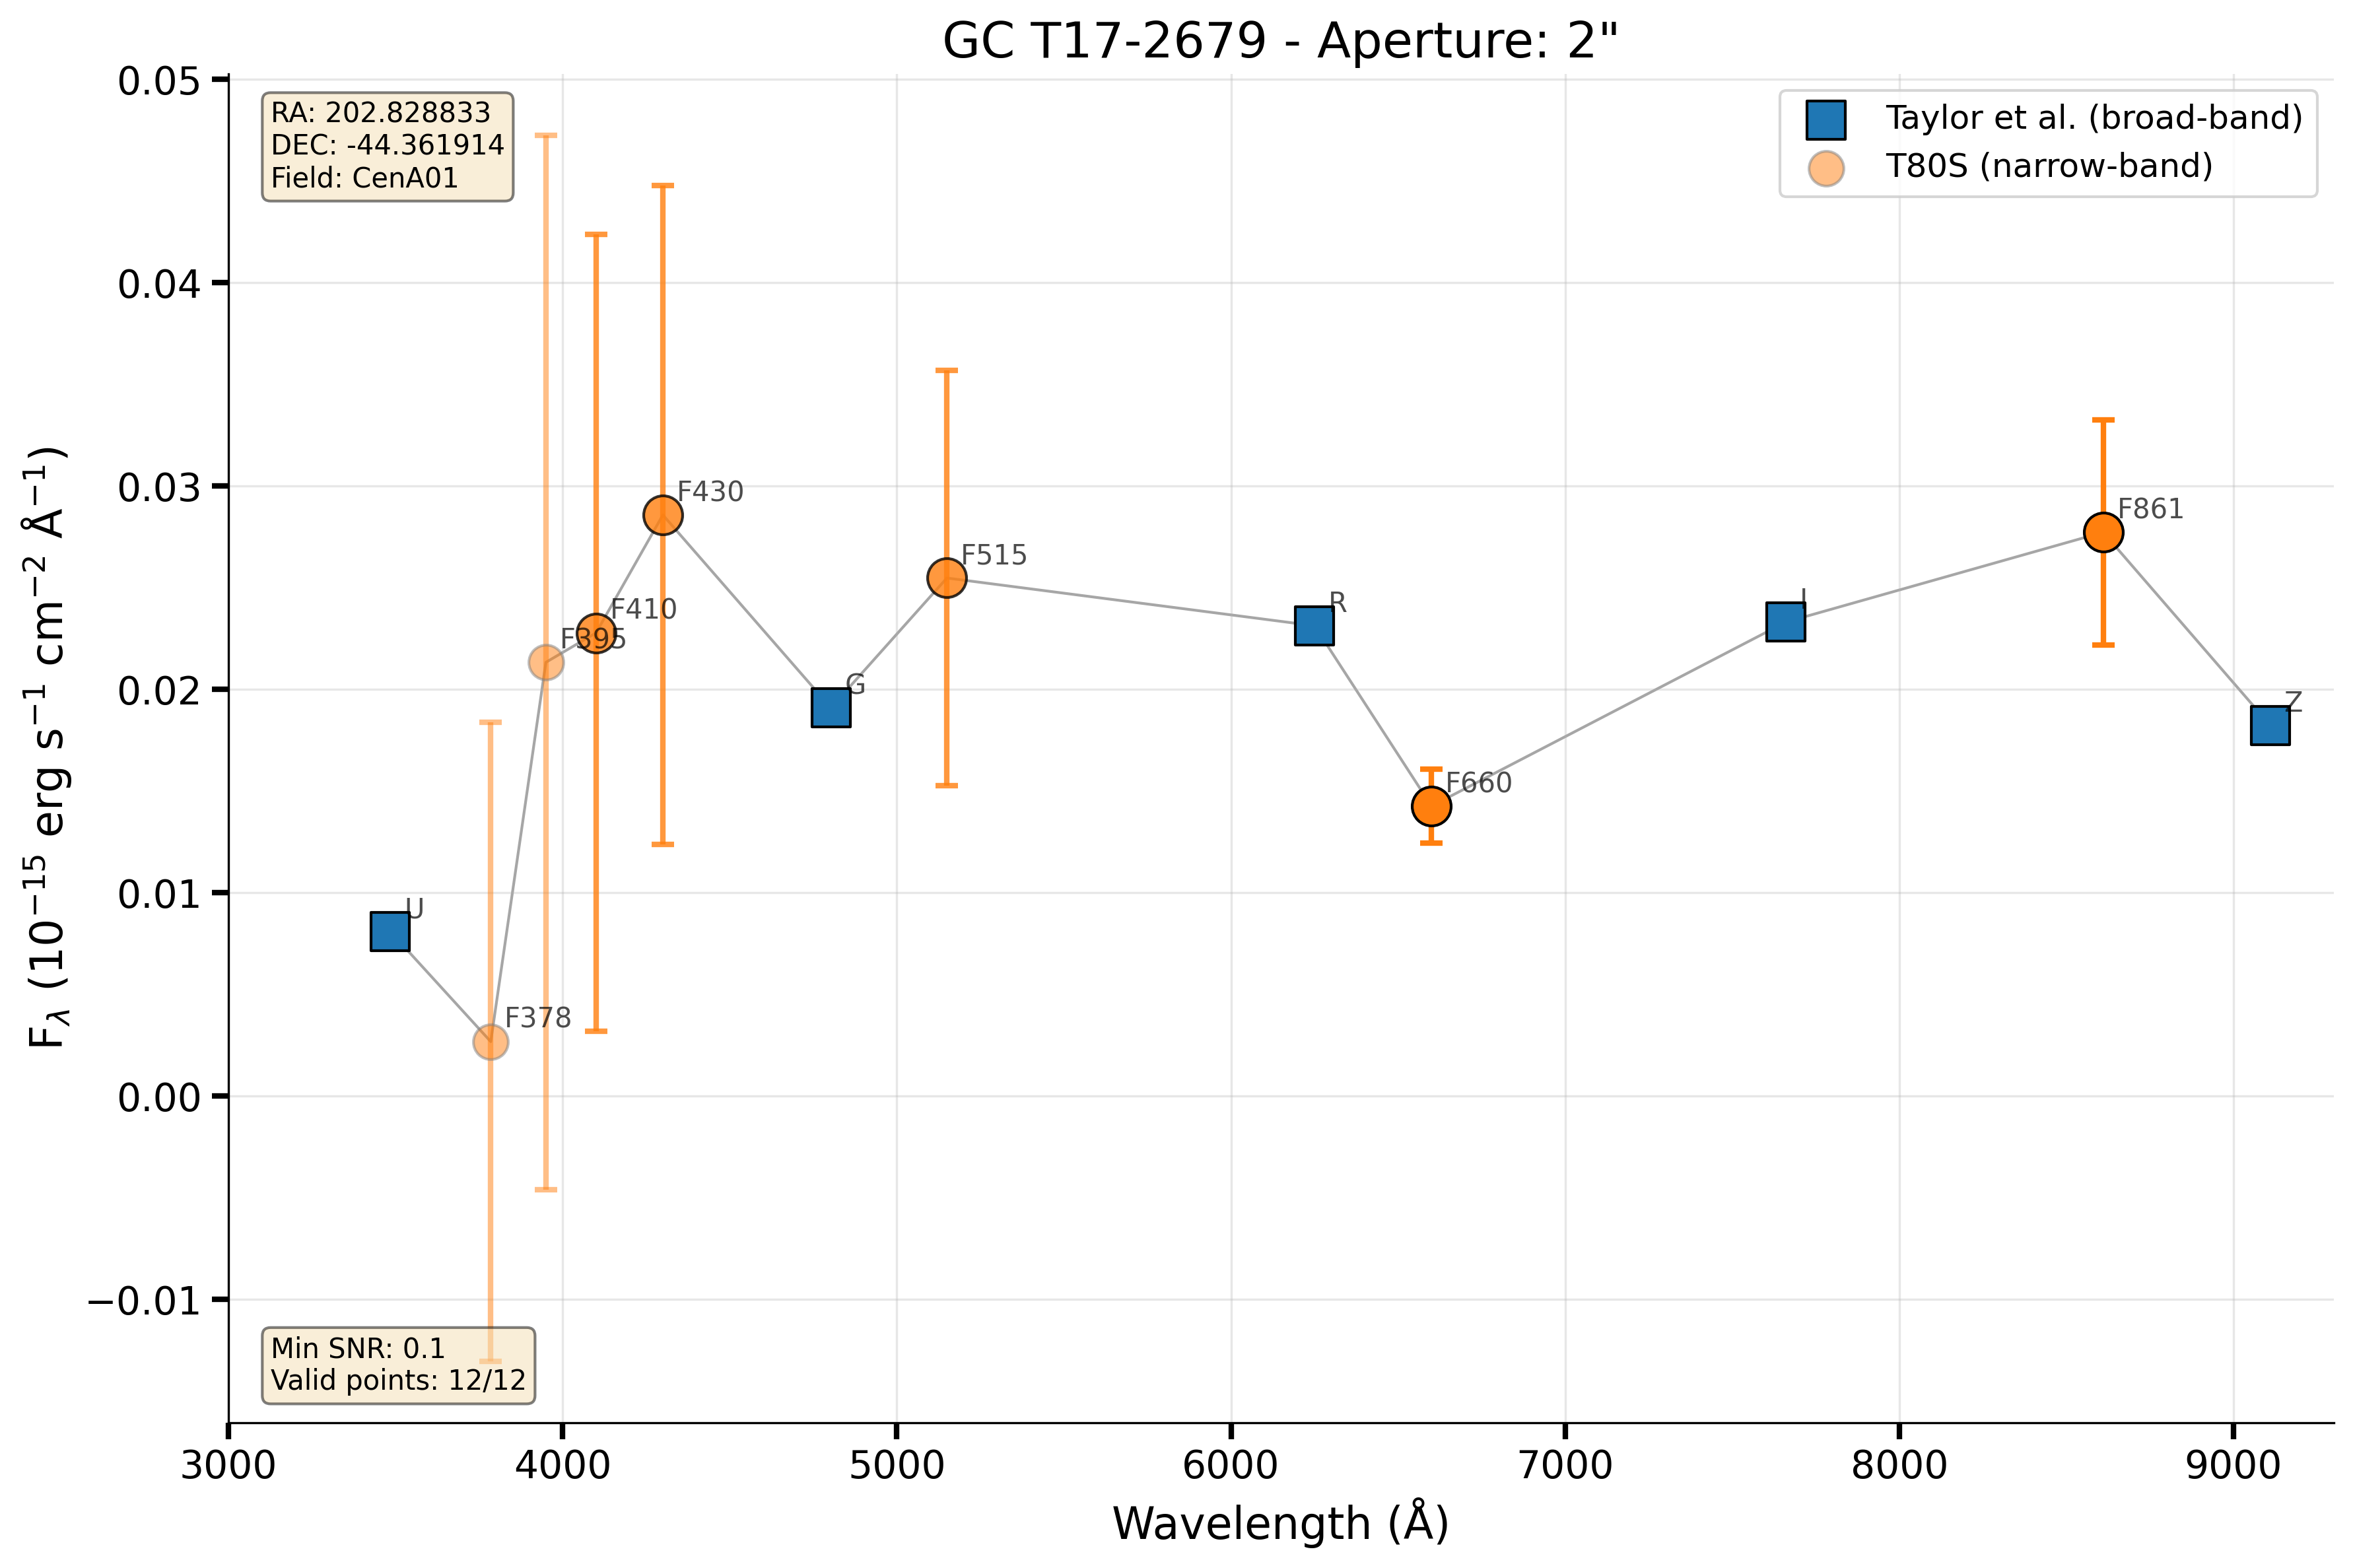 GC T17-2679 - Aperture: 2"
RA: 202.828833
DEC: -44.361914
Field: CenA01
Taylor et al. (broad-band)
T80S (narrow-band)
0.05
0.04
0.03
0.02
0.01
0.00
−0.01
F_λ (10⁻¹⁵ erg s⁻¹ cm⁻² Å⁻¹)
U
F378
F395
F410
F430
G
F515
R
F660
I
F861
Z
Min SNR: 0.1
Valid points: 12/12
3000
4000
5000
6000
7000
8000
9000
Wavelength (Å)